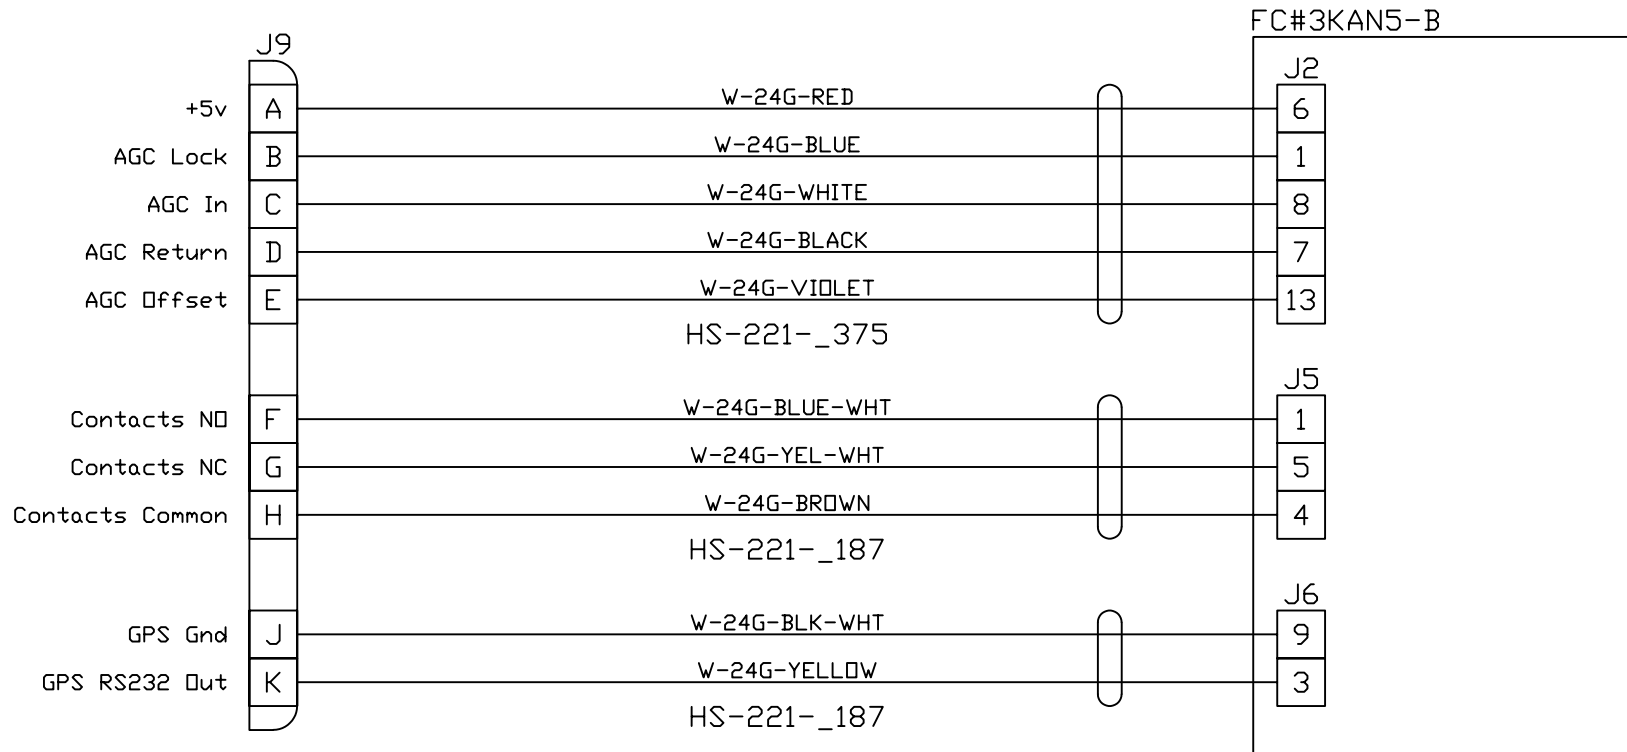 FC#3KAN5-B
J9
J2
+5v A W-24G-RED 6
AGC Lock B W-24G-BLUE 1
AGC In C W-24G-WHITE 8
AGC Return D W-24G-BLACK 7
AGC Offset E W-24G-VIOLET 13
HS-221-_375
J5
Contacts NO F W-24G-BLUE-WHT 1
Contacts NC G W-24G-YEL-WHT 5
Contacts Common H W-24G-BROWN 4
HS-221-_187
J6
GPS Gnd J W-24G-BLK-WHT 9
GPS RS232 Out K W-24G-YELLOW 3
HS-221-_187